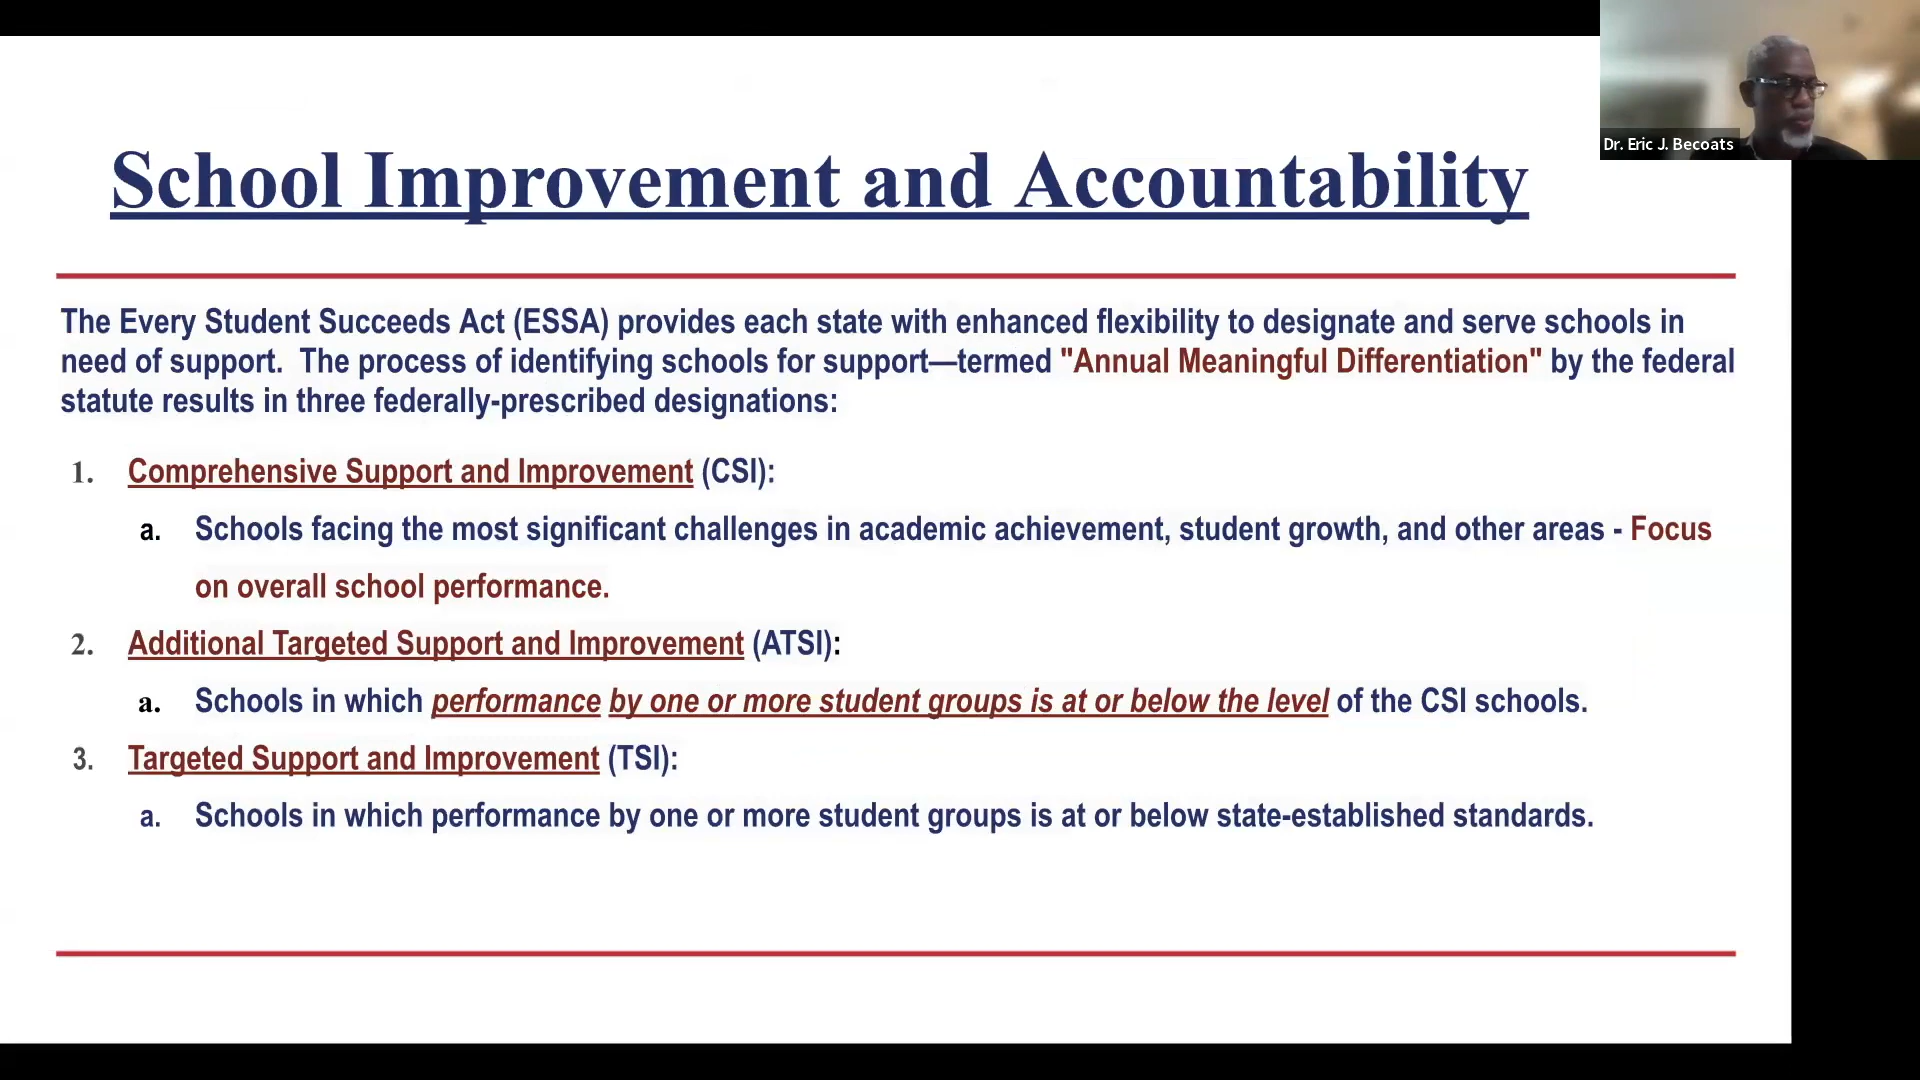 Dr. Eric J. Becoats
School Improvement and Accountability
The Every Student Succeeds Act (ESSA) provides each state with enhanced flexibility to designate and serve schools in
need of support.  The process of identifying schools for support—termed "Annual Meaningful Differentiation" by the federal
statute results in three federally-prescribed designations:
1. Comprehensive Support and Improvement (CSI):
a. Schools facing the most significant challenges in academic achievement, student growth, and other areas - Focus
on overall school performance.
2. Additional Targeted Support and Improvement (ATSI):
a. Schools in which performance by one or more student groups is at or below the level of the CSI schools.
3. Targeted Support and Improvement (TSI):
a. Schools in which performance by one or more student groups is at or below state-established standards.